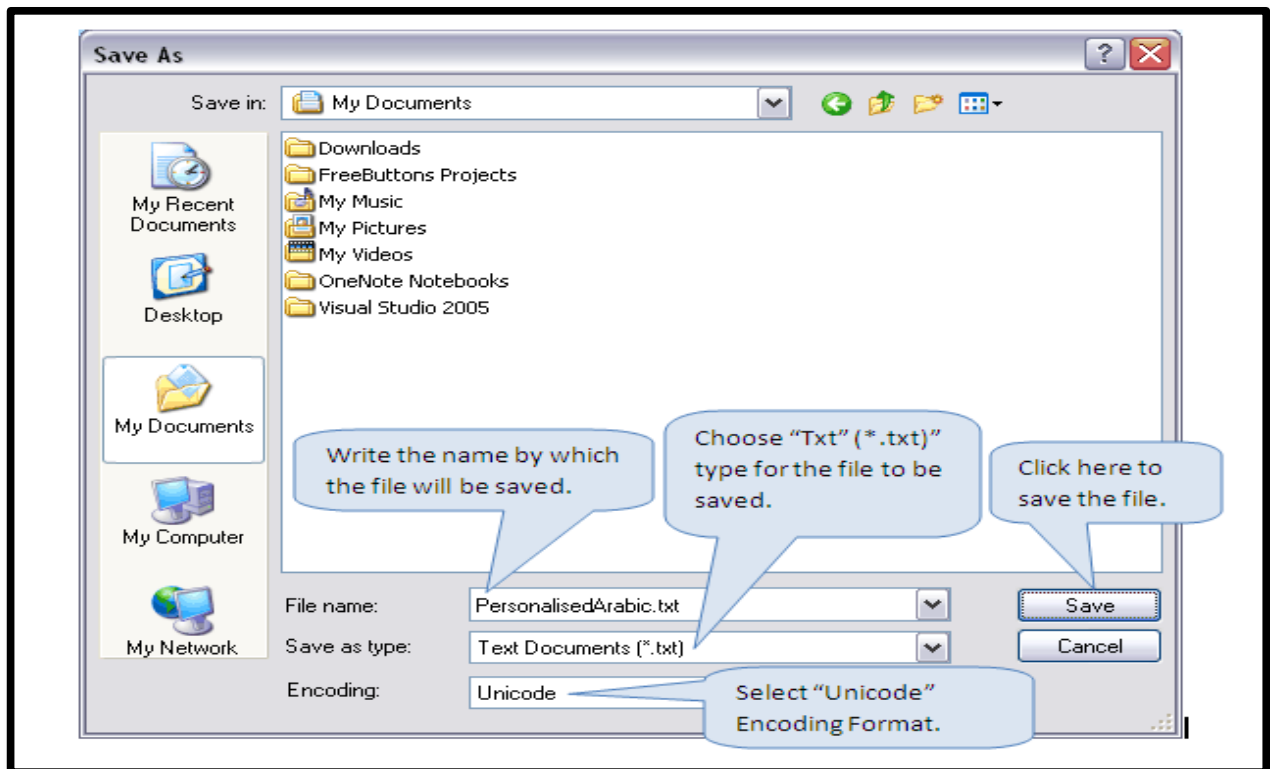 Save As
Save in:
My Documents
My Recent
Documents
Desktop
My Documents
My Computer
My Network
Downloads
FreeButtons Projects
My Music
My Pictures
My Videos
OneNote Notebooks
Visual Studio 2005
Write the name by which
the file will be saved.
Choose “Txt” (*.txt)”
type for the file to be
saved.
Click here to
save the file.
File name:
PersonalisedArabic.txt
Save
Save as type:
Text Documents (*.txt)
Cancel
Encoding:
Unicode
Select “Unicode”
Encoding Format.